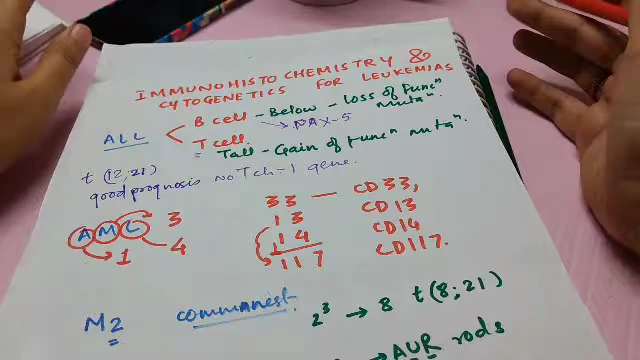 IMMUNOHISTOCHEMISTRY &
CYTOGENETICS FOR LEUKEMIAS
ALL < B cell - Below - Loss of Funcⁿ mutaⁿ.
→ PAX-5
T cell.
Tall - Gain of Funcⁿ mutaⁿ.
t (12;21)
good prognosis noTch-1 gene.
AML 3
1 4
33 — CD33,
13 CD13
14 CD14
117 CD117.
M2 commonest. 2³ → 8 t(8;21)
→ AUR rods